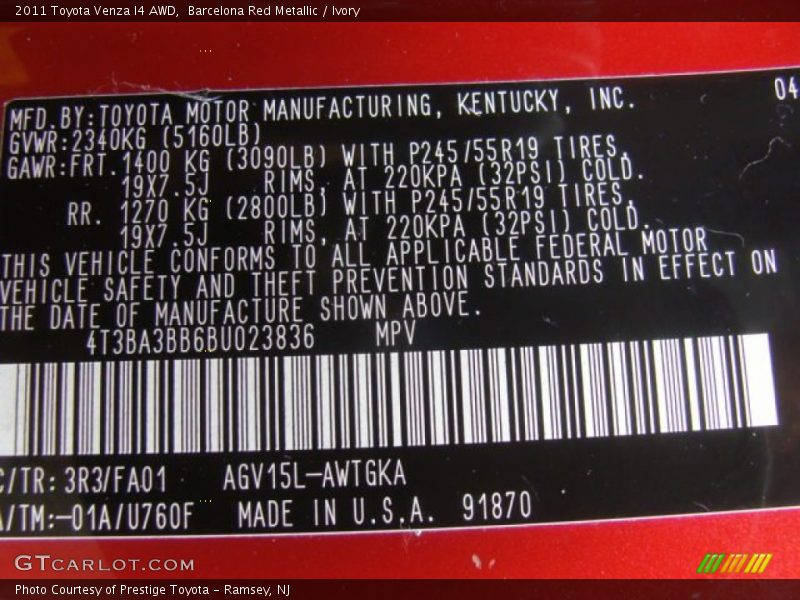 2011 Toyota Venza I4 AWD, Barcelona Red Metallic / Ivory
MFD.BY:TOYOTA MOTOR MANUFACTURING, KENTUCKY, INC. 04
GVWR:2340KG (5160LB)
GAWR:FRT.1400 KG (3090LB) WITH P245/55R19 TIRES,
19X7.5J RIMS, AT 220KPA (32PSI) COLD.
RR. 1270 KG (2800LB) WITH P245/55R19 TIRES,
19X7.5J RIMS, AT 220KPA (32PSI) COLD.
THIS VEHICLE CONFORMS TO ALL APPLICABLE FEDERAL MOTOR
VEHICLE SAFETY AND THEFT PREVENTION STANDARDS IN EFFECT ON
THE DATE OF MANUFACTURE SHOWN ABOVE.
4T3BA3BB6BU023836 MPV
C/TR:3R3/FA01 AGV15L-AWTGKA
A/TM:-01A/U760F MADE IN U.S.A. 91870
GTCARLOT.COM
Photo Courtesy of Prestige Toyota - Ramsey, NJ